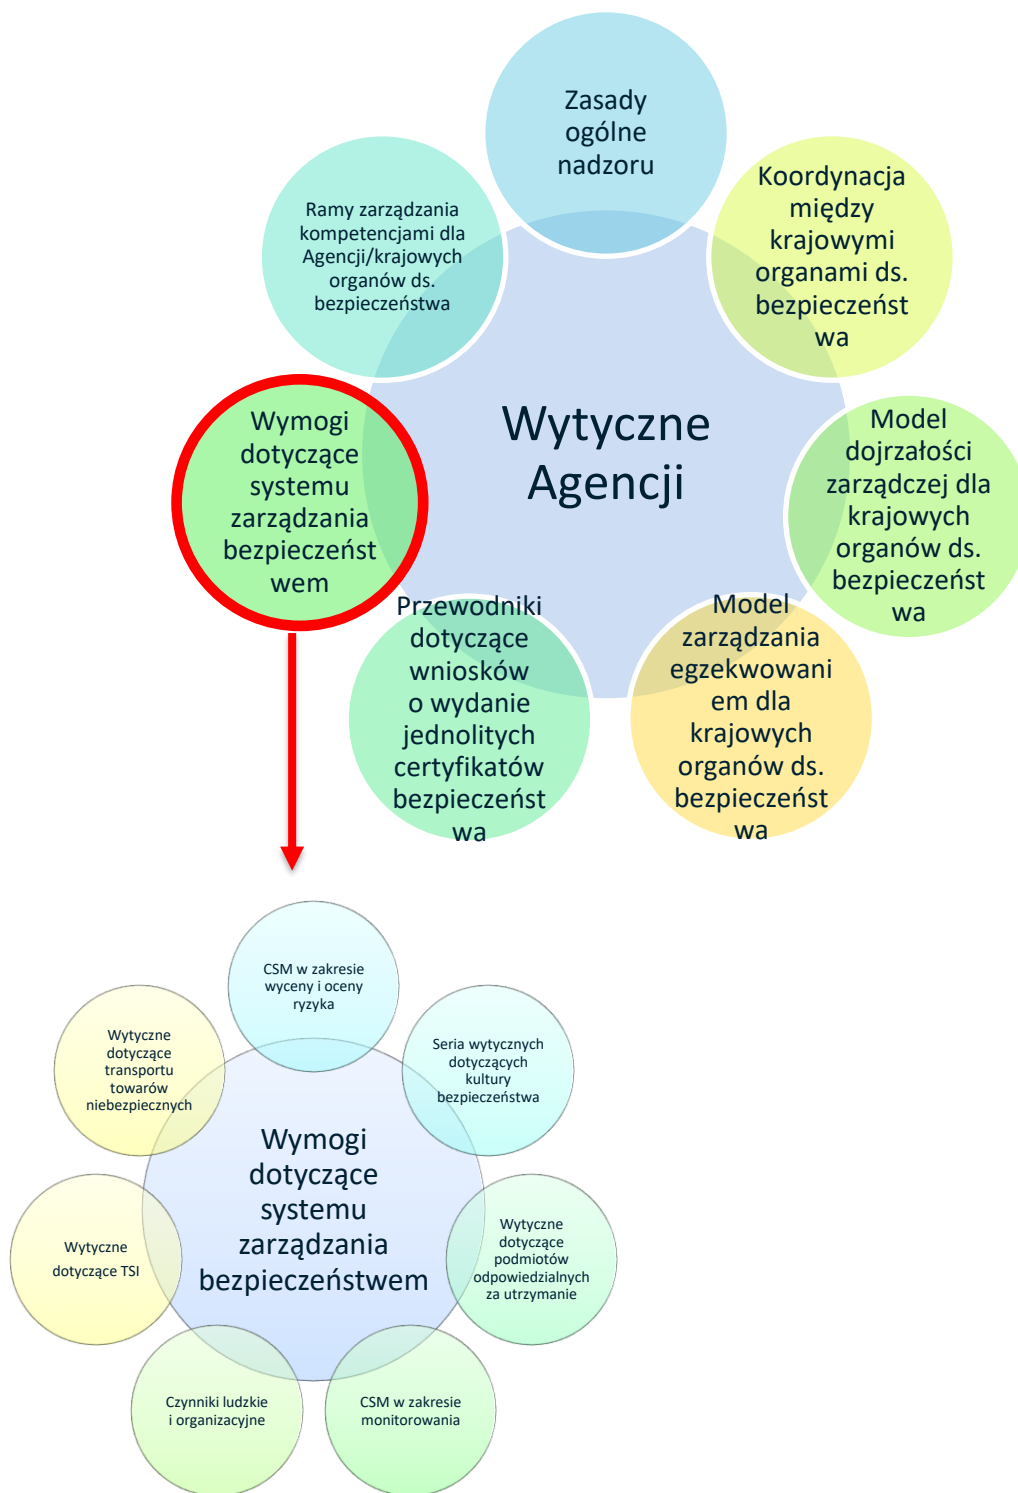 Zasady
ogólne
nadzoru
Koordynacja
między
krajowymi
organami ds.
bezpieczeńst
wa
Ramy zarządzania
kompetencjami dla
Agencji/krajowych
organów ds.
bezpieczeństwa
Wytyczne
Agencji
Wymogi
dotyczące
systemu
zarządzania
bezpieczeńst
wem
Model
dojrzałości
zarządczej dla
krajowych
organów ds.
bezpieczeńst
wa
Przewodniki
dotyczące
wniosków
o wydanie
jednolitych
certyfikatów
bezpieczeńst
wa
Model
zarządzania
egzekwowani
em dla
krajowych
organów ds.
bezpieczeńst
wa
CSM w zakresie
wyceny i oceny
ryzyka
Wytyczne
dotyczące
transportu
towarów
niebezpiecznych
Seria wytycznych
dotyczących
kultury
bezpieczeństwa
Wymogi
dotyczące
systemu
zarządzania
bezpieczeństwem
Wytyczne
dotyczące TSI
Wytyczne
dotyczące
podmiotów
odpowiedzialnych
za utrzymanie
Czynniki ludzkie
i organizacyjne
CSM w zakresie
monitorowania